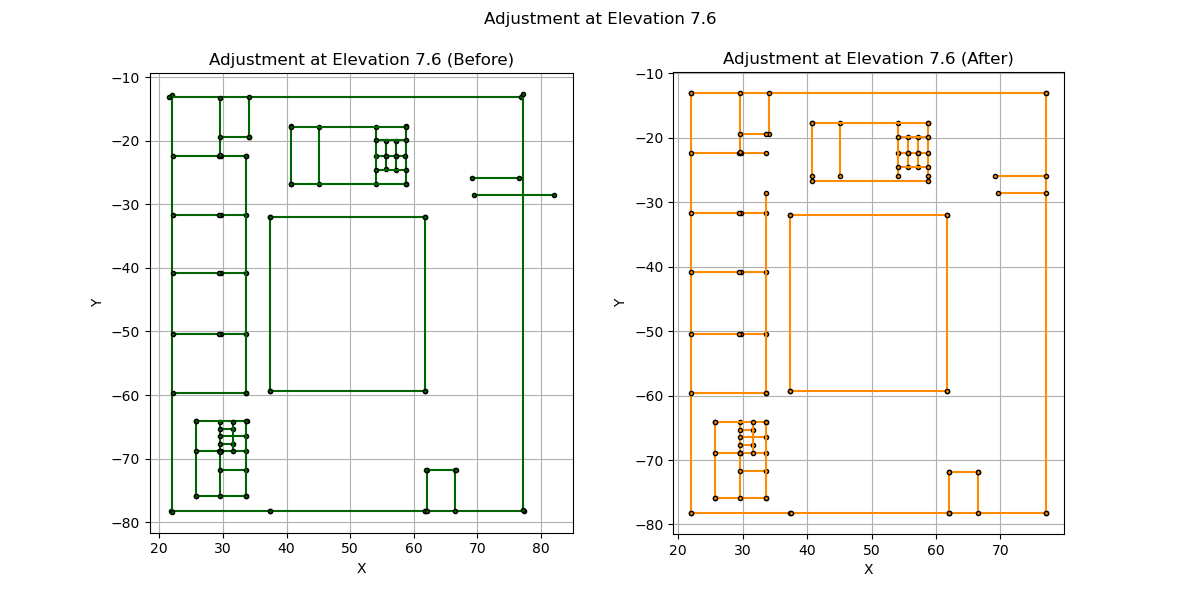 Adjustment at Elevation 7.6
Adjustment at Elevation 7.6 (Before)
−10
−20
−30
−40
−50
−60
−70
−80
Y
20 30 40 50 60 70 80
X
Adjustment at Elevation 7.6 (After)
−10
−20
−30
−40
−50
−60
−70
−80
Y
20 30 40 50 60 70
X